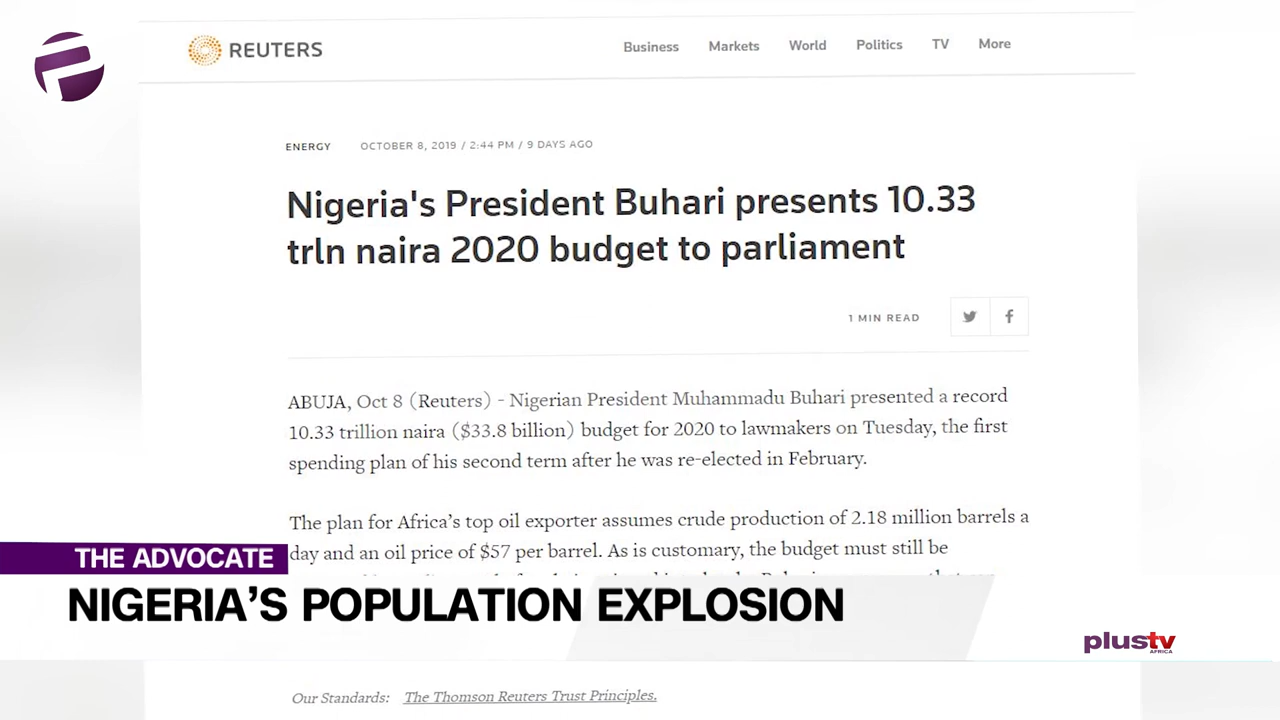 REUTERS
Business Markets World Politics TV More
ENERGY OCTOBER 8, 2019 / 2:44 PM / 9 DAYS AGO
Nigeria's President Buhari presents 10.33
trln naira 2020 budget to parliament
1 MIN READ
ABUJA, Oct 8 (Reuters) - Nigerian President Muhammadu Buhari presented a record
10.33 trillion naira ($33.8 billion) budget for 2020 to lawmakers on Tuesday, the first
spending plan of his second term after he was re-elected in February.
The plan for Africa's top oil exporter assumes crude production of 2.18 million barrels a
day and an oil price of $57 per barrel. As is customary, the budget must still be
THE ADVOCATE
NIGERIA'S POPULATION EXPLOSION
plustv
AFRICA
Our Standards: The Thomson Reuters Trust Principles.